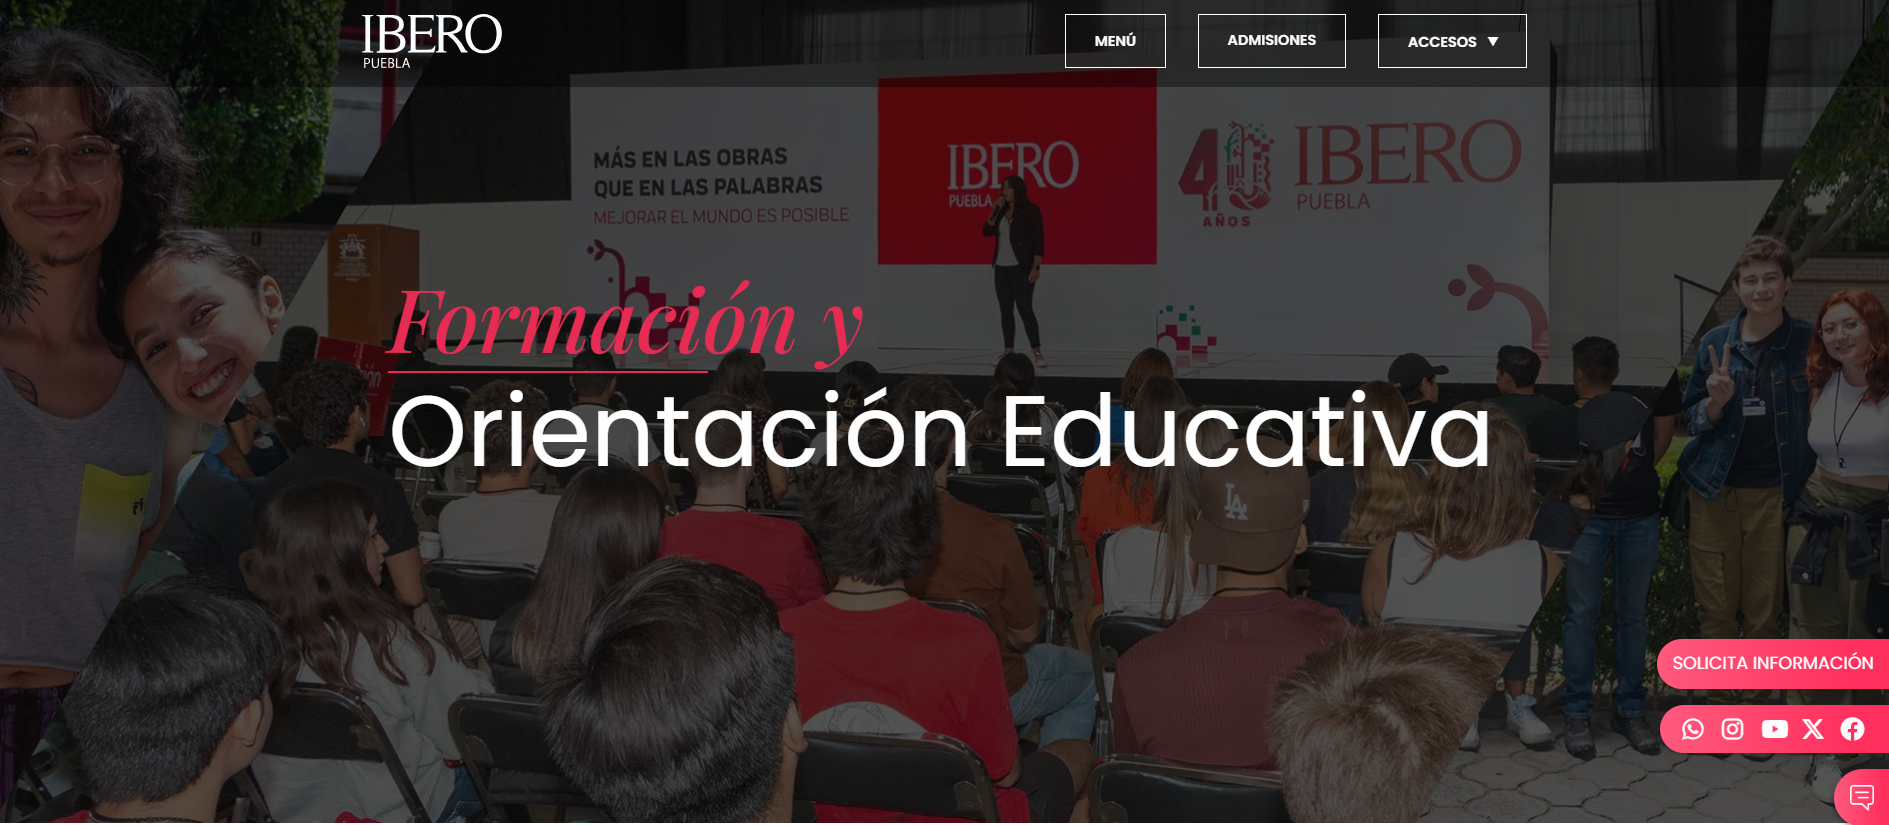 IBERO
PUEBLA
MENÚ
ADMISIONES
ACCESOS ▼
MÁS EN LAS OBRAS
QUE EN LAS PALABRAS
MEJORAR EL MUNDO ES POSIBLE
IBERO
PUEBLA
40
AÑOS
IBERO
PUEBLA
Formación y
Orientación Educativa
LA
SOLICITA INFORMACIÓN